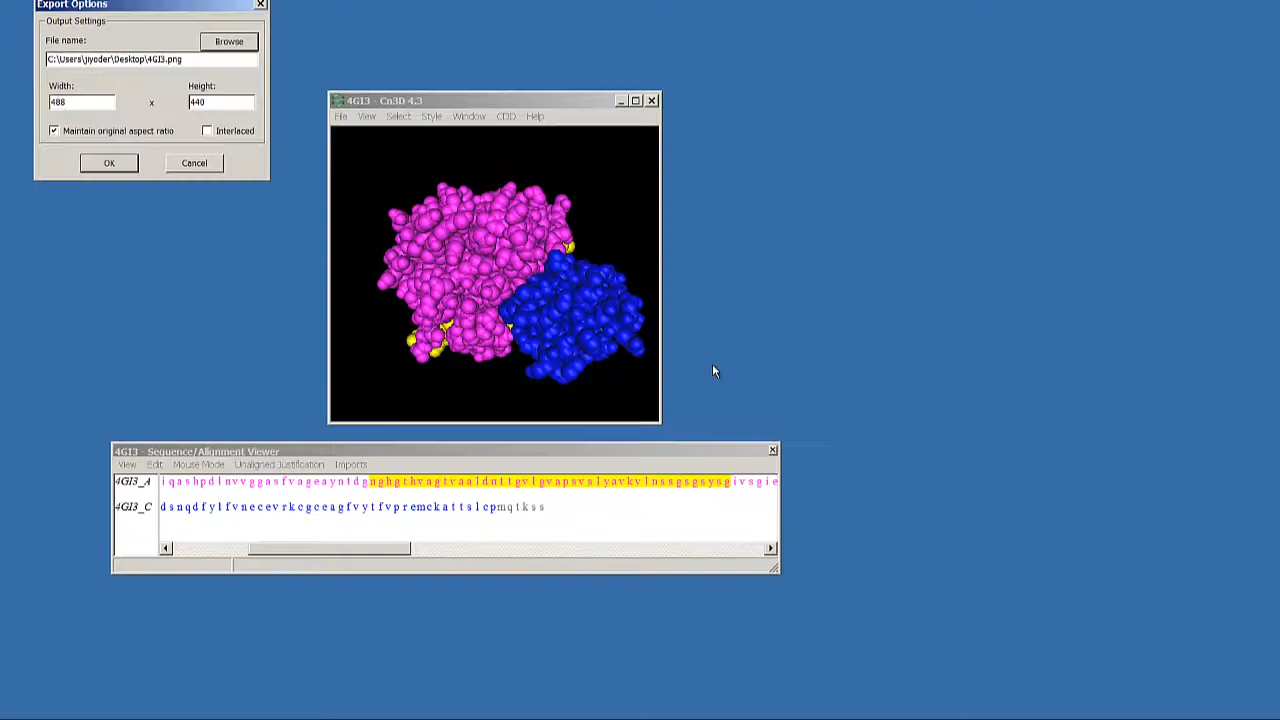 Export Options
Output Settings
File name:
Browse
C:\Users\jiyoder\Desktop\4GI3.png
Width:
Height:
488
x
440
Maintain original aspect ratio
Interlaced
OK
Cancel
4GI3 - Cn3D 4.3
File View Select Style Window CDD Help
4GI3 - Sequence/Alignment Viewer
View Edit Mouse Mode Unaligned Justification Imports
4GI3_A
4GI3_C
dsnqdfylfvnecevrkcgceagfvytfvpremckattslcpmqtkss